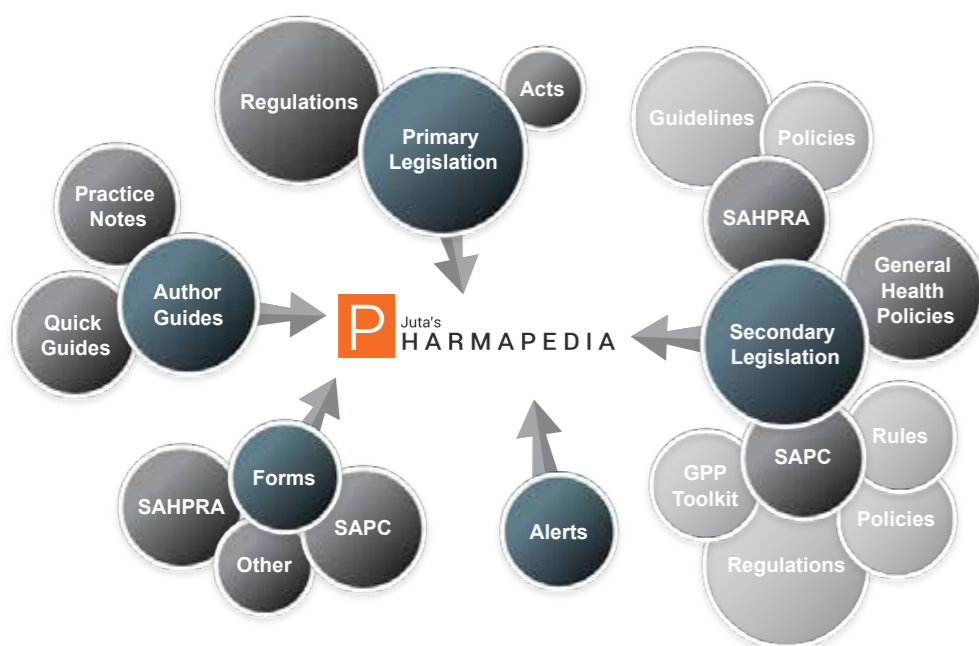 Regulations
Primary
Legislation
Acts
Guidelines
Policies
SAHPRA
General
Health
Policies
Secondary
Legislation
Practice
Notes
Author
Guides
Quick
Guides
P
Juta's
HARMAPEDIA
Forms
SAHPRA
SAPC
Other
Alerts
SAPC
Rules
GPP
Toolkit
Policies
Regulations